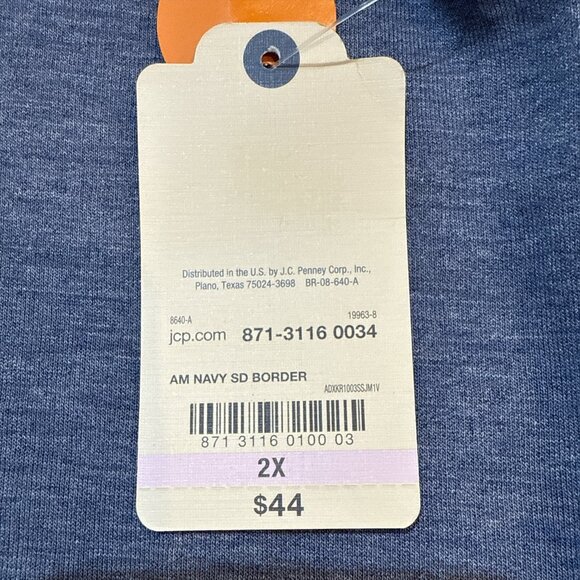 Distributed in the U.S. by J.C. Penney Corp., Inc.,
Plano, Texas 75024-3698 BR-08-640-A
8640-A 19963-8
jcp.com 871-3116 0034
AM NAVY SD BORDER
ADXKR1003SSJM1V
871 3116 0100 03
2X
$44